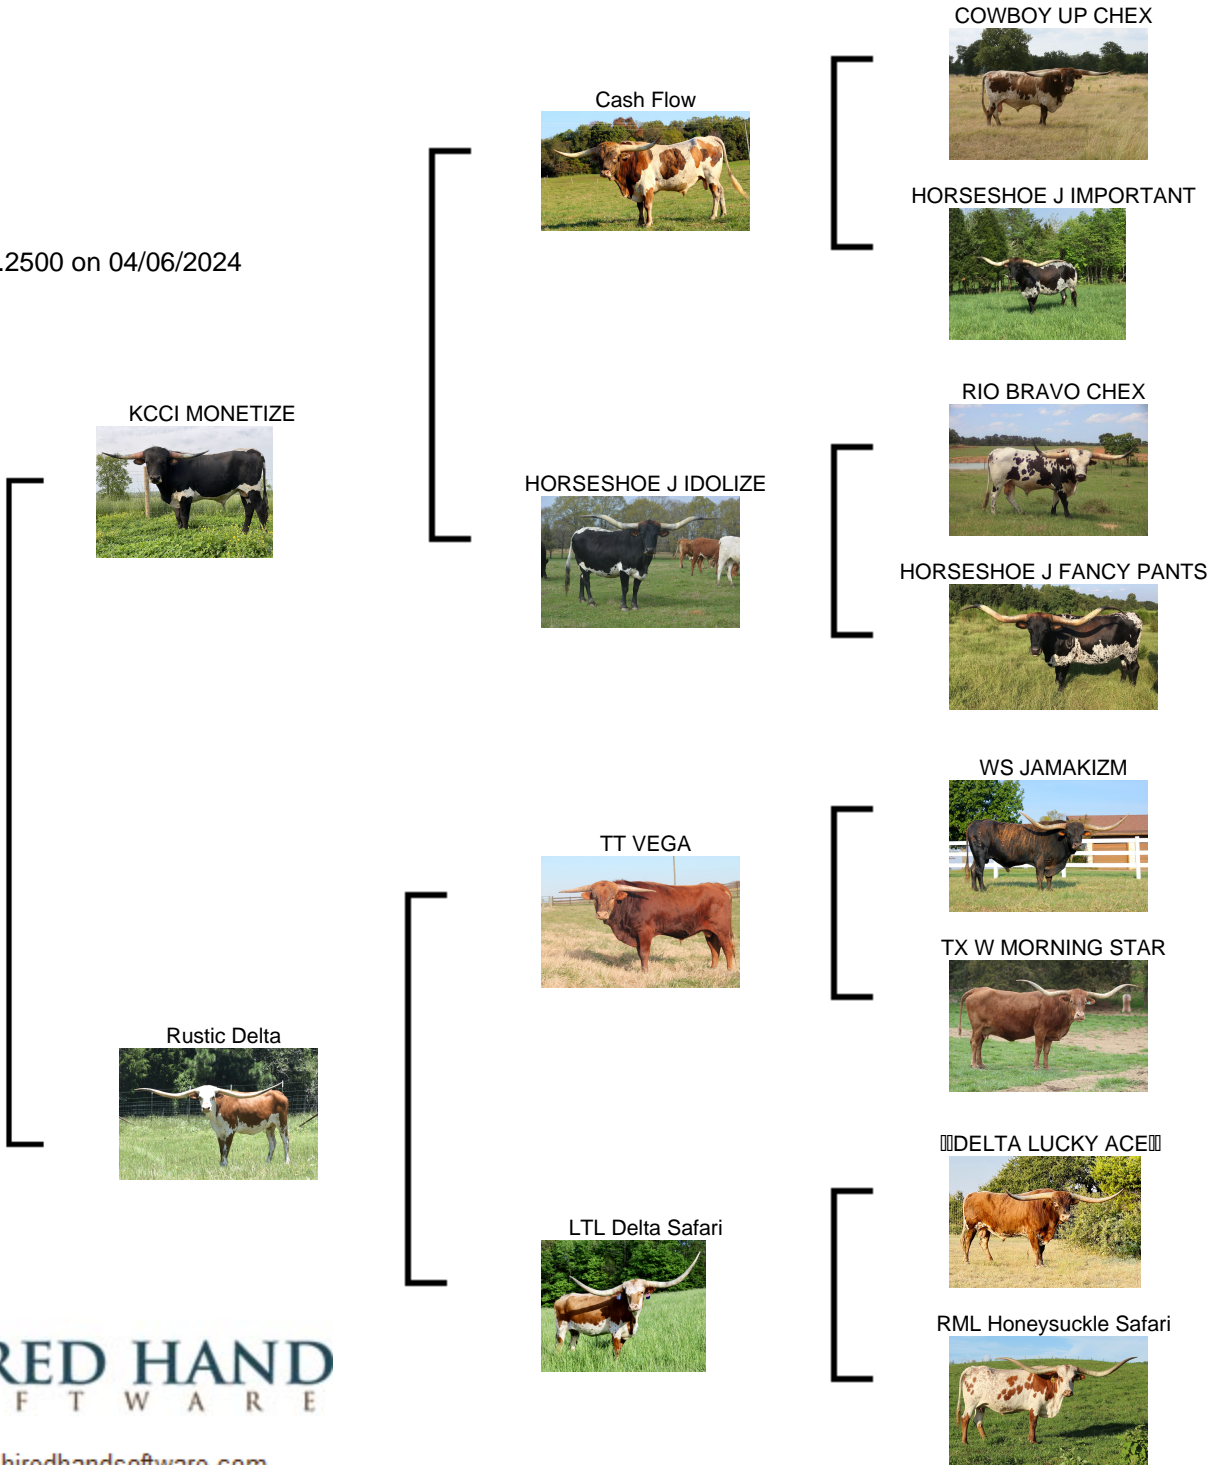 COWBOY UP CHEX
Cash Flow
HORSESHOE J IMPORTANT
.2500 on 04/06/2024
RIO BRAVO CHEX
KCCI MONETIZE
HORSESHOE J IDOLIZE
HORSESHOE J FANCY PANTS
WS JAMAKIZM
TT VEGA
TX W MORNING STAR
Rustic Delta
DELTA LUCKY ACE
LTL Delta Safari
RML Honeysuckle Safari
RED HAND
F T W A R E
hiredhandsoftware.com